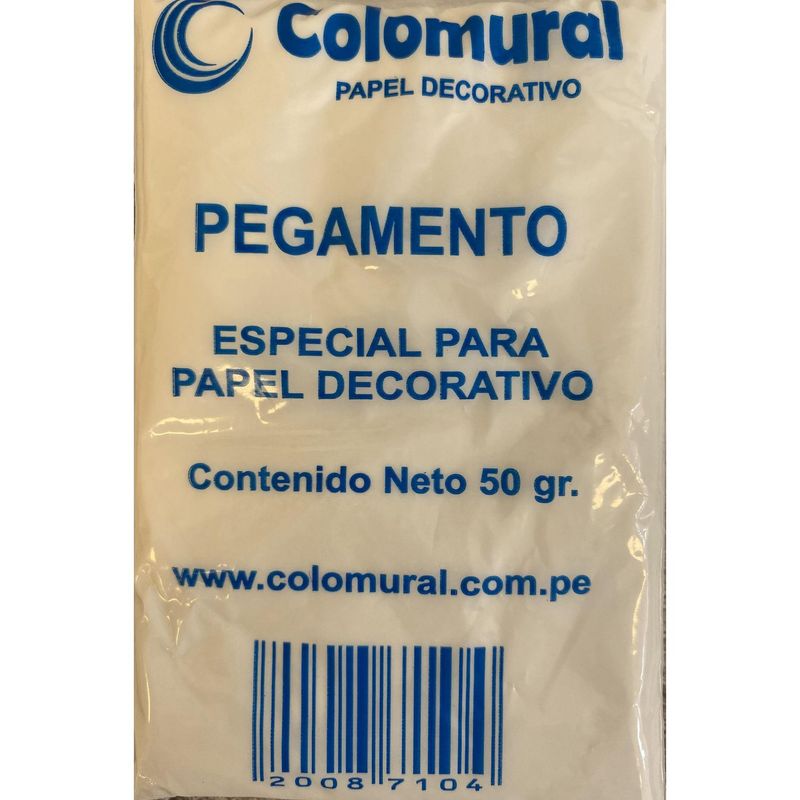 Colomural
PAPEL DECORATIVO
PEGAMENTO
ESPECIAL PARA
PAPEL DECORATIVO
Contenido Neto 50 gr.
www.colomural.com.pe
2008 7104